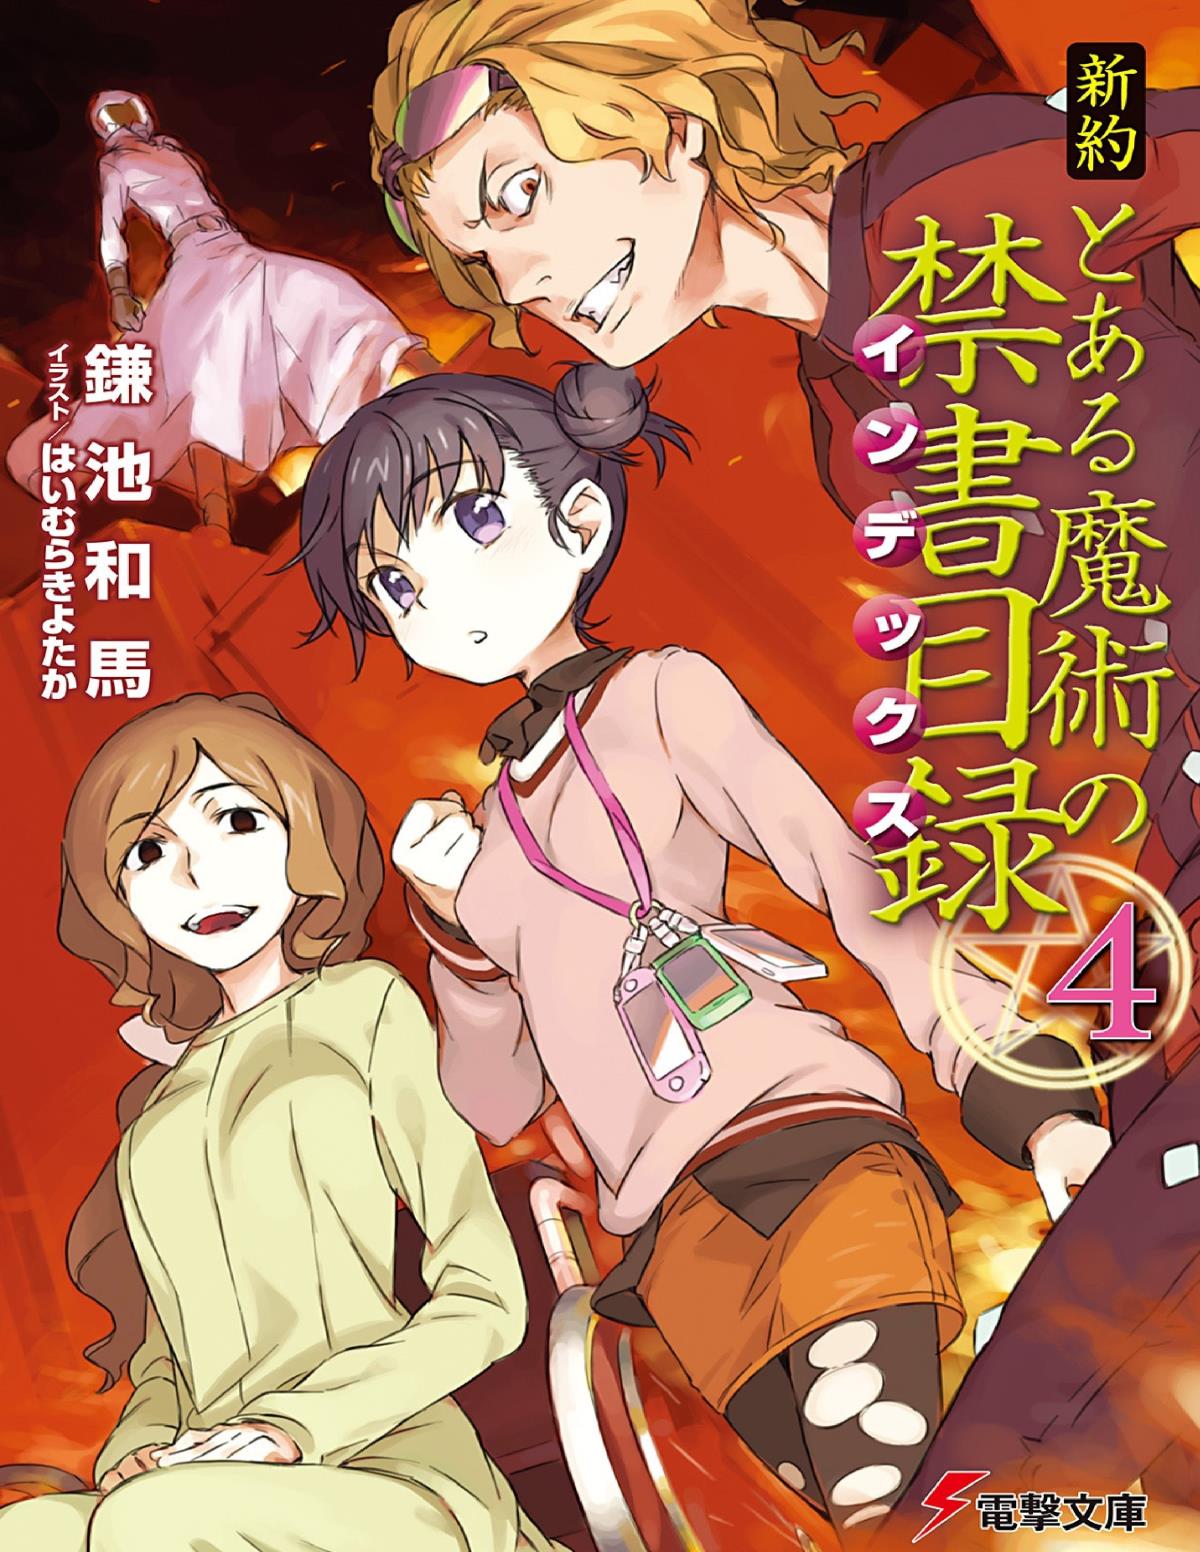 新約
とある魔術の
禁書目録
インデックス
4
鎌池和馬
イラスト/はいむらきよたか
電撃文庫